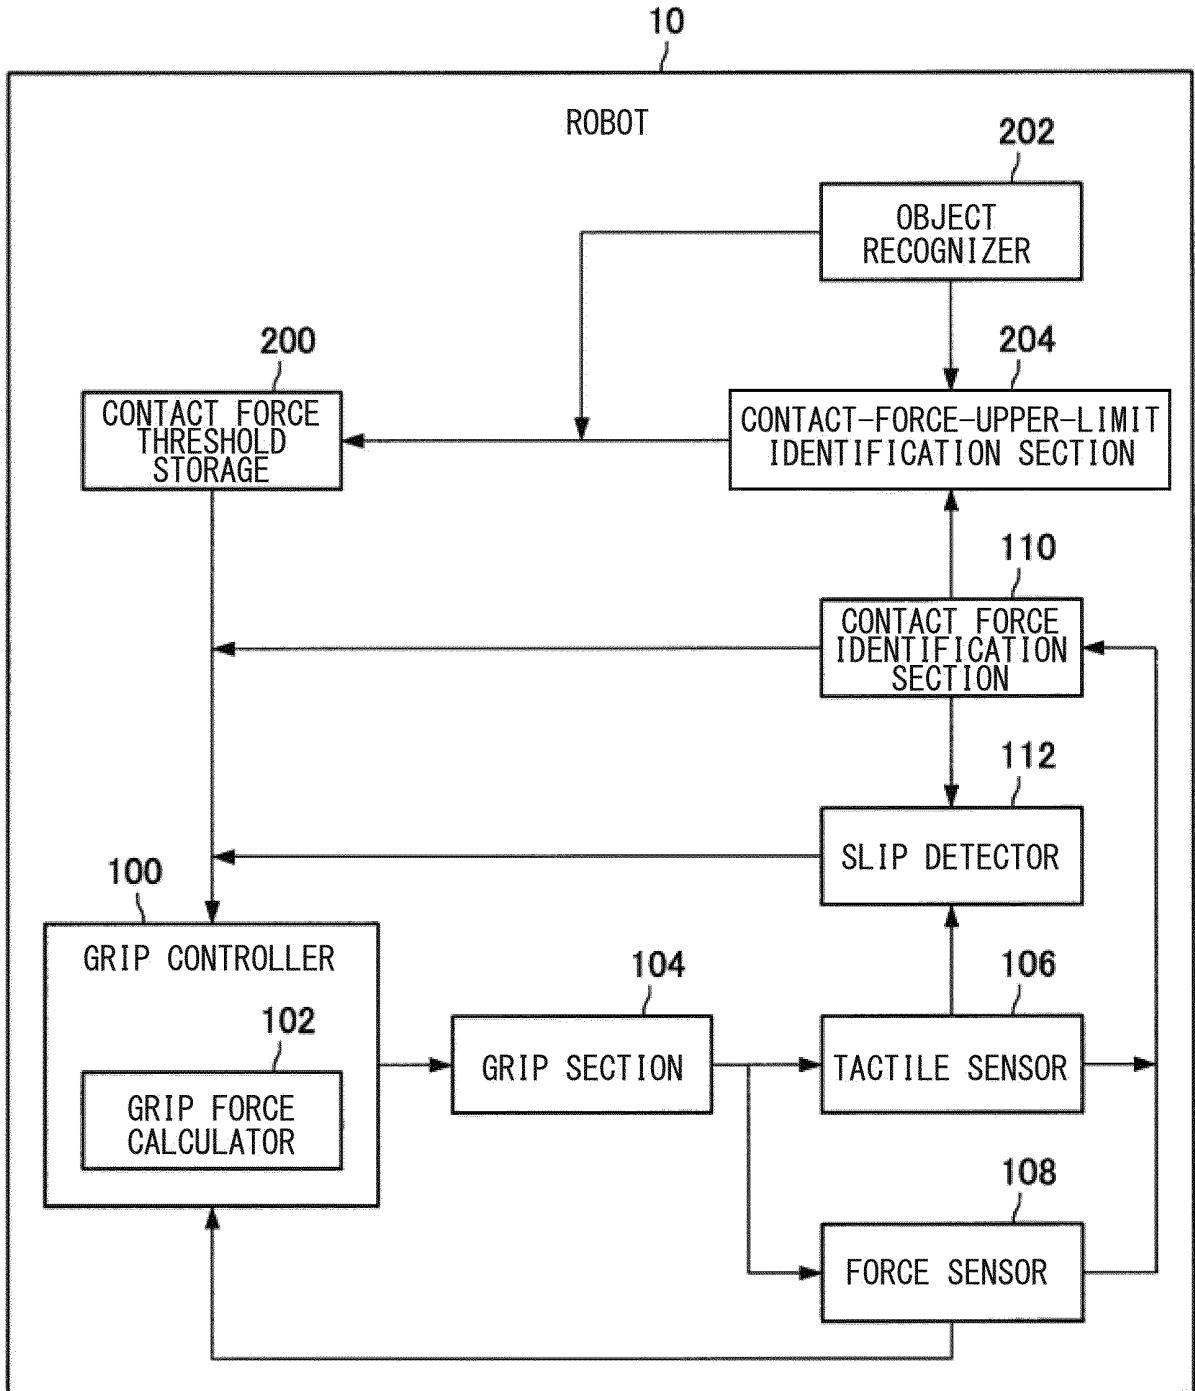 10
ROBOT
202
OBJECT
RECOGNIZER
200
CONTACT FORCE
THRESHOLD
STORAGE
204
CONTACT-FORCE-UPPER-LIMIT
IDENTIFICATION SECTION
110
CONTACT FORCE
IDENTIFICATION
SECTION
112
SLIP DETECTOR
100
GRIP CONTROLLER
102
GRIP FORCE
CALCULATOR
104
GRIP SECTION
106
TACTILE SENSOR
108
FORCE SENSOR